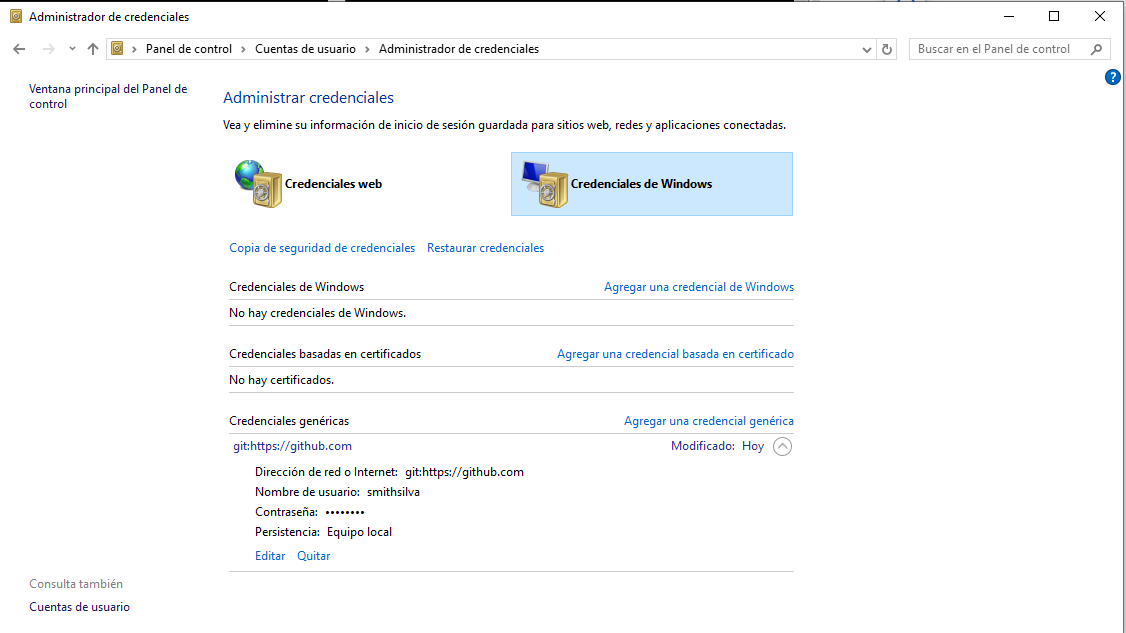 Administrador de credenciales
Panel de control > Cuentas de usuario > Administrador de credenciales
Buscar en el Panel de control
?
Ventana principal del Panel de
control
Administrar credenciales
Vea y elimine su información de inicio de sesión guardada para sitios web, redes y aplicaciones conectadas.
Credenciales web
Credenciales de Windows
Copia de seguridad de credenciales Restaurar credenciales
Credenciales de Windows Agregar una credencial de Windows
No hay credenciales de Windows.
Credenciales basadas en certificados Agregar una credencial basada en certificado
No hay certificados.
Credenciales genéricas Agregar una credencial genérica
git:https://github.com Modificado: Hoy
Dirección de red o Internet: git:https://github.com
Nombre de usuario: smithsilva
Contraseña: ••••••••
Persistencia: Equipo local
Editar Quitar
Consulta también
Cuentas de usuario